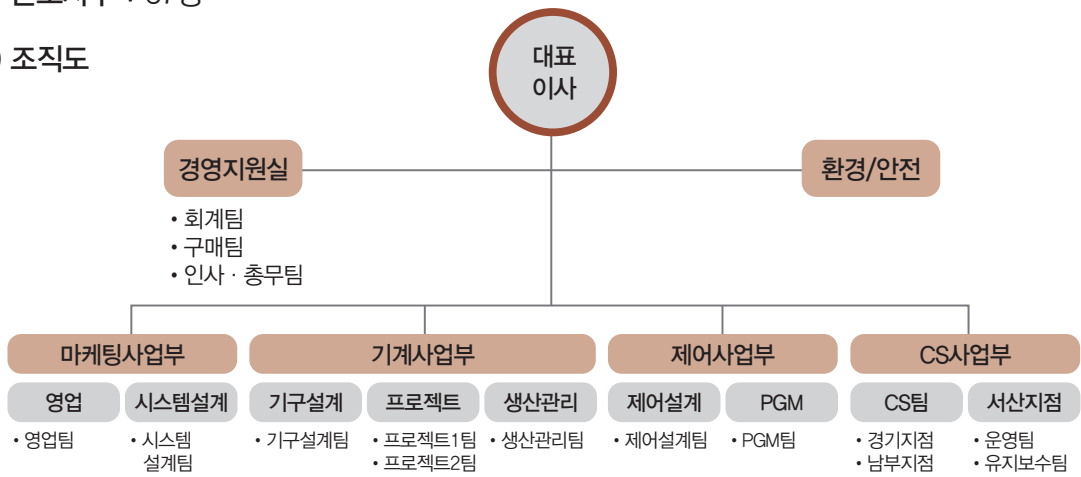 조직도
대표
이사
경영지원실
환경/안전
• 회계팀
• 구매팀
• 인사 · 총무팀
마케팅사업부
기계사업부
제어사업부
CS사업부
영업
시스템설계
기구설계
프로젝트
생산관리
제어설계
PGM
CS팀
서산지점
• 영업팀
• 시스템
설계팀
• 기구설계팀
• 프로젝트1팀
• 프로젝트2팀
• 생산관리팀
• 제어설계팀
• PGM팀
• 경기지점
• 남부지점
• 운영팀
• 유지보수팀